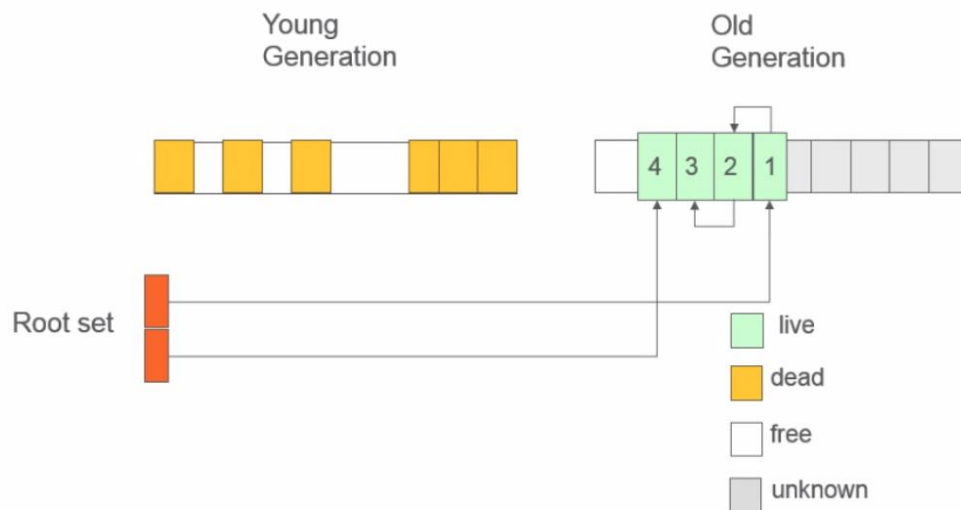 Young
Generation
Old
Generation
4 3 2 1
Root set
live
dead
free
unknown